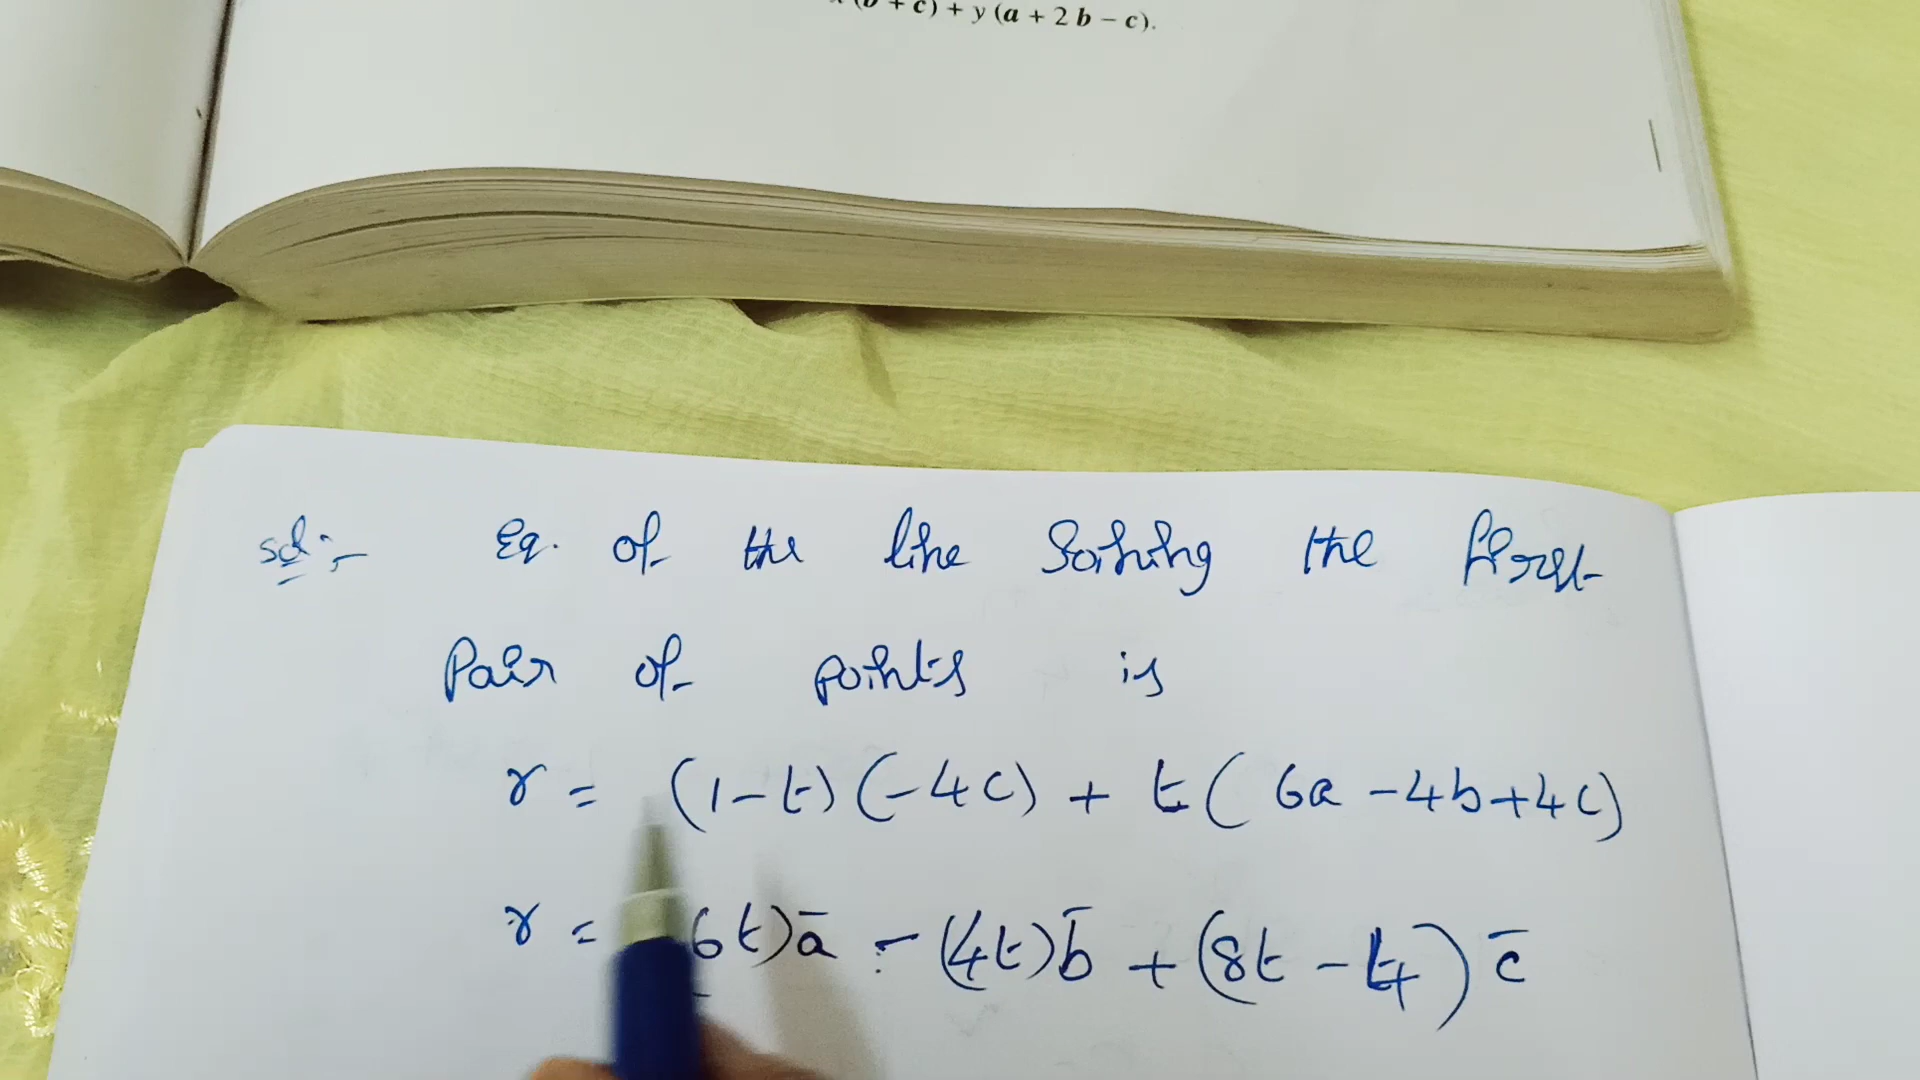 (b + c) + y (a + 2 b − c).
sol:- Eq. of the line Joining the first
Pair of points is
r = (1-t)(-4c) + t( 6a -4b+4c)
r = 6t)a̅ - (4t)b̅ + (8t - 4) c̅